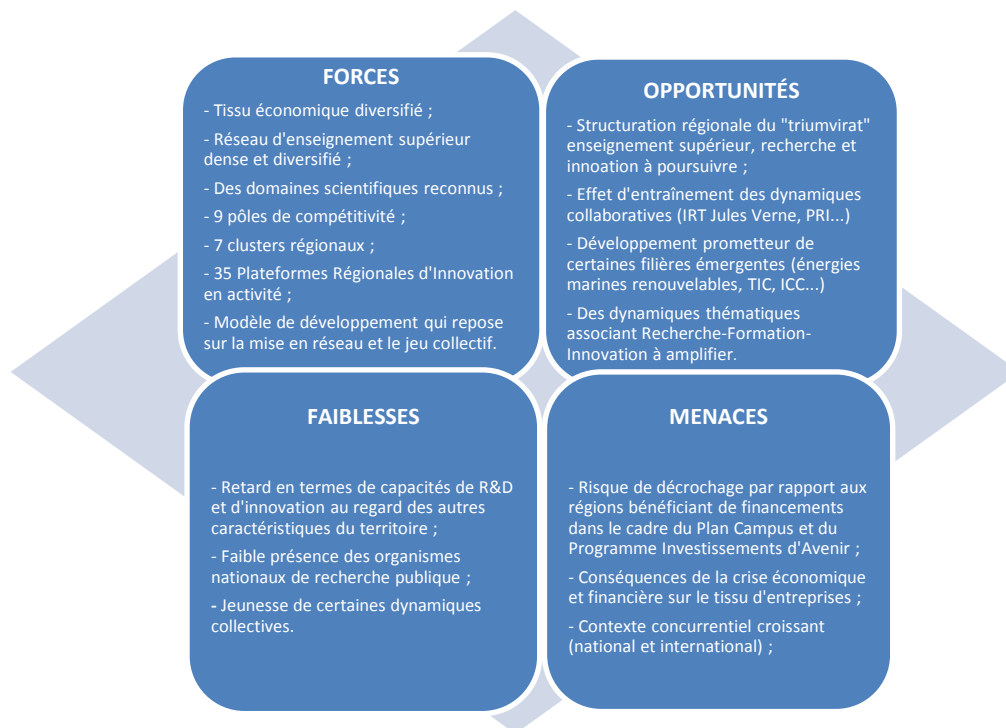 FORCES
- Tissu économique diversifié ;
- Réseau d'enseignement supérieur
dense et diversifié ;
- Des domaines scientifiques reconnus ;
- 9 pôles de compétitivité ;
- 7 clusters régionaux ;
- 35 Plateformes Régionales d'Innovation
en activité ;
- Modèle de développement qui repose
sur la mise en réseau et le jeu collectif.
OPPORTUNITÉS
- Structuration régionale du "triumvirat"
enseignement supérieur, recherche et
innoation à poursuivre ;
- Effet d'entraînement des dynamiques
collaboratives (IRT Jules Verne, PRI...)
- Développement prometteur de
certaines filières émergentes (énergies
marines renouvelables, TIC, ICC...)
- Des dynamiques thématiques
associant Recherche-Formation-
Innovation à amplifier.
FAIBLESSES
- Retard en termes de capacités de R&D
et d'innovation au regard des autres
caractéristiques du territoire ;
- Faible présence des organismes
nationaux de recherche publique ;
- Jeunesse de certaines dynamiques
collectives.
MENACES
- Risque de décrochage par rapport aux
régions bénéficiant de financements
dans le cadre du Plan Campus et du
Programme Investissements d'Avenir ;
- Conséquences de la crise économique
et financière sur le tissu d'entreprises ;
- Contexte concurrentiel croissant
(national et international) ;